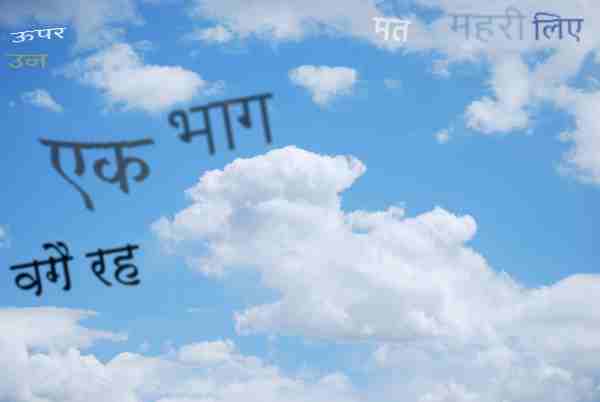 ऊपर
मत महरी लिए
उन
एक भाग
वगै रह